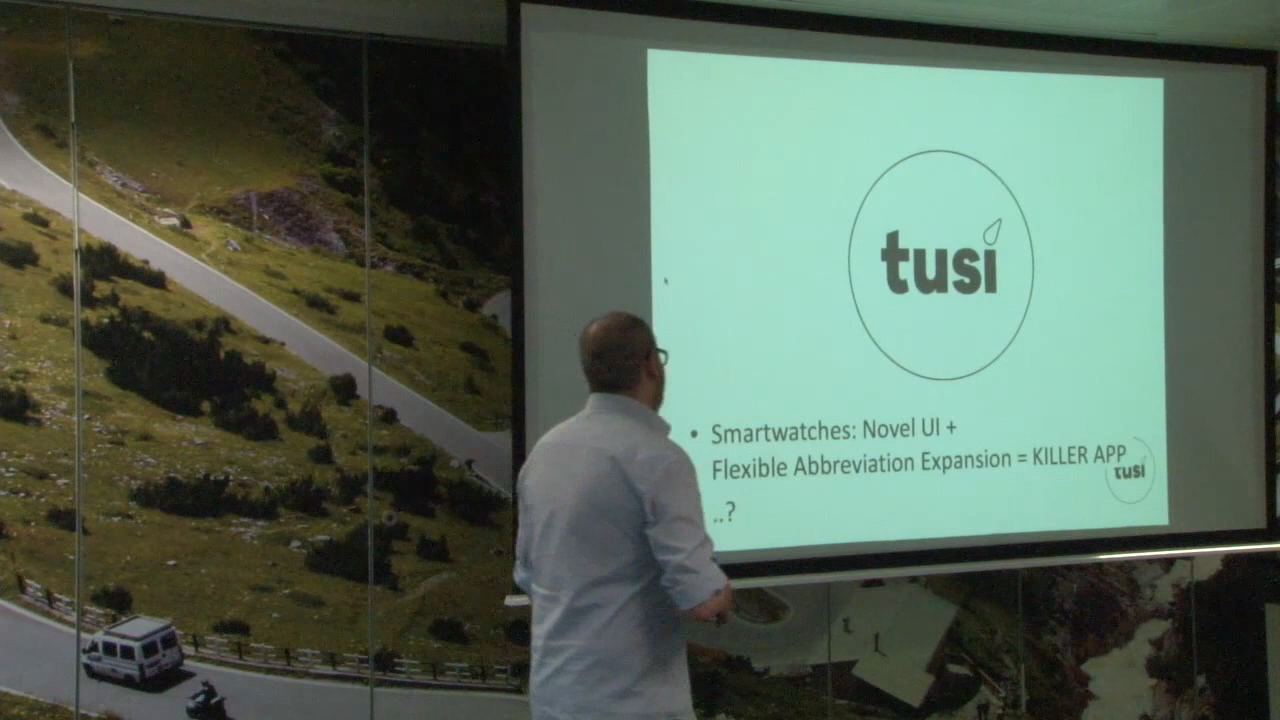 tusi
• Smartwatches: Novel UI +
Flexible Abbreviation Expansion = KILLER APP
tusi
..?